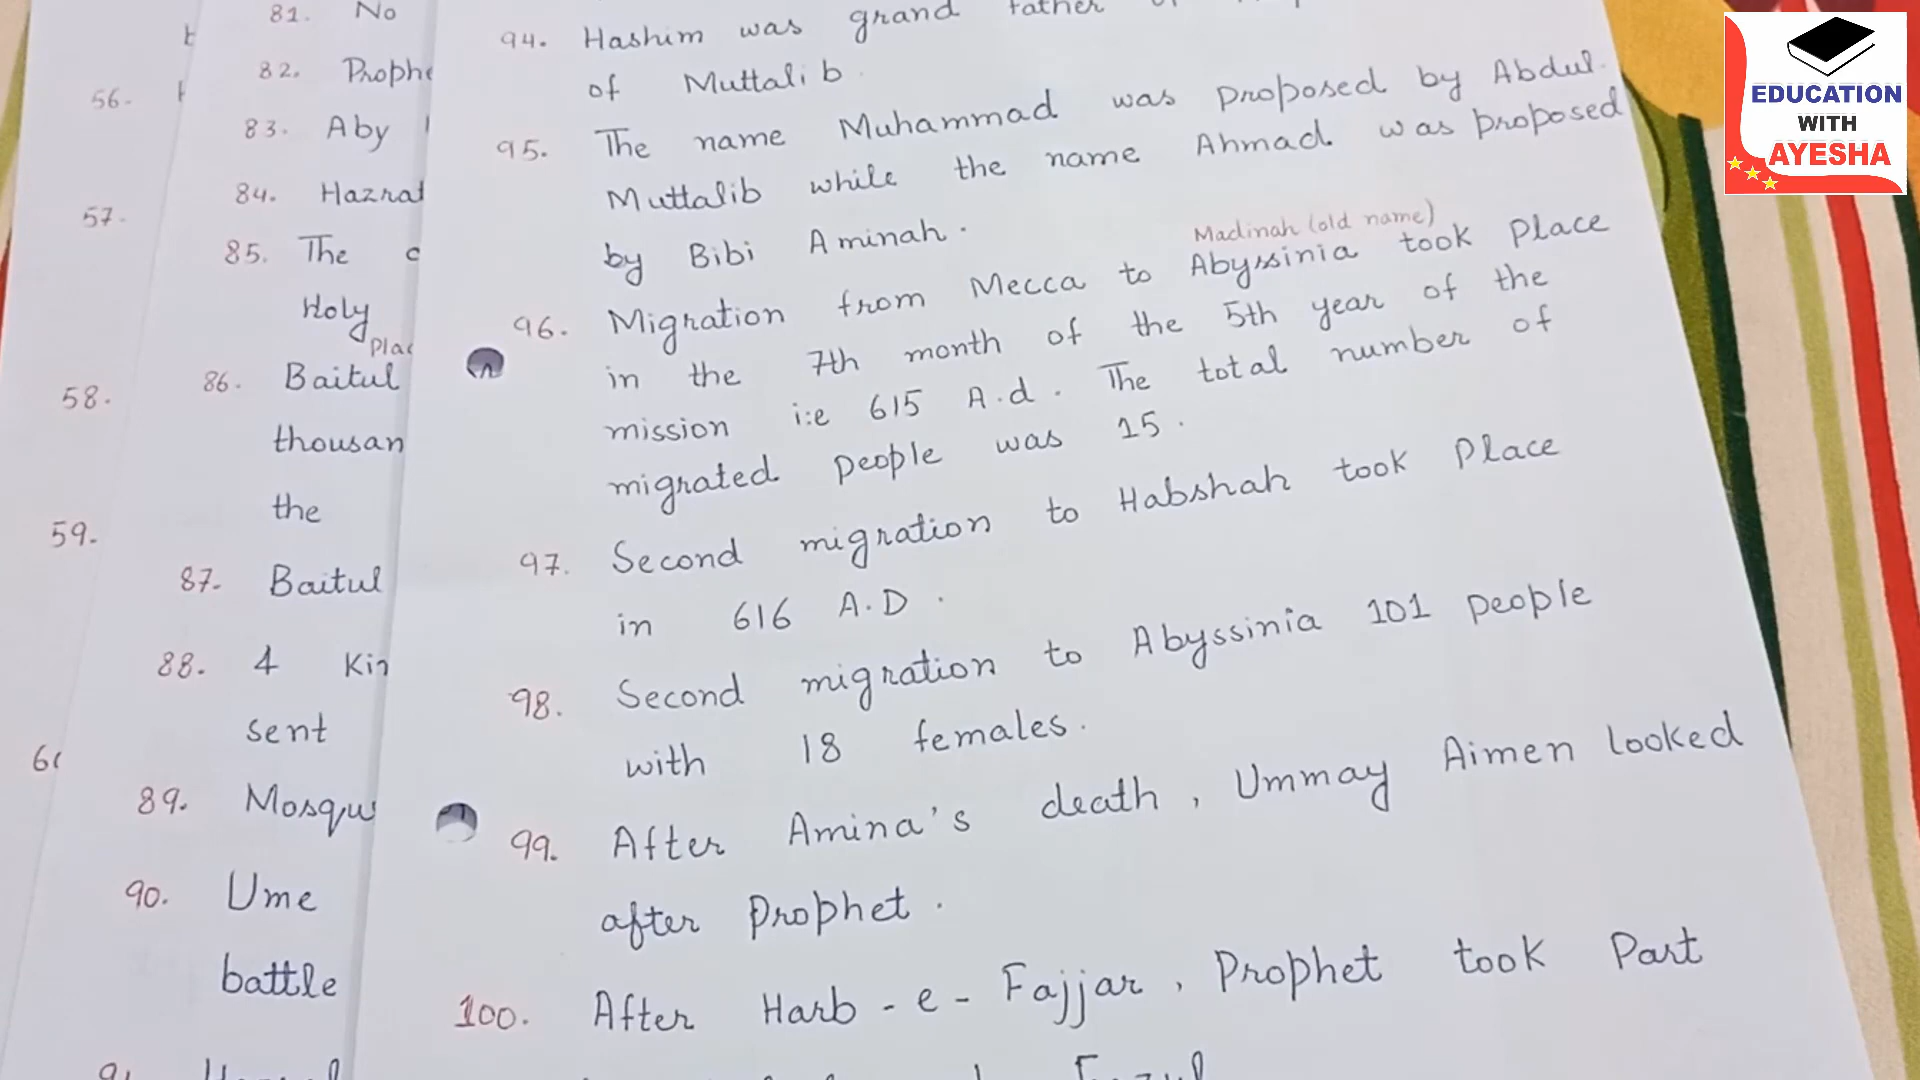 56.
57.
58.
59.
81. No
82. Prophe
83. Aby
84. Hazrat
85. The
Holy
Plac
86. Baitul
thousan
the
87. Baitul
88. 4 Kin
sent
89. Mosqu
90. Ume
battle
94. Hashim was grand father
of Muttalib.
95. The name Muhammad was proposed by Abdul.
Muttalib while the name Ahmad was proposed
by Bibi Aminah.
Madinah (old name)
96. Migration from Mecca to Abyssinia took place
in the 7th month of the 5th year of the
mission i:e 615 A.d. The total number of
migrated people was 15.
97. Second migration to Habshah took Place
in 616 A.D.
98. Second migration to Abyssinia 101 people
with 18 females.
99. After Amina's death, Ummay Aimen looked
after Prophet.
100. After Harb-e-Fajjar, Prophet took Part
EDUCATION
WITH
AYESHA